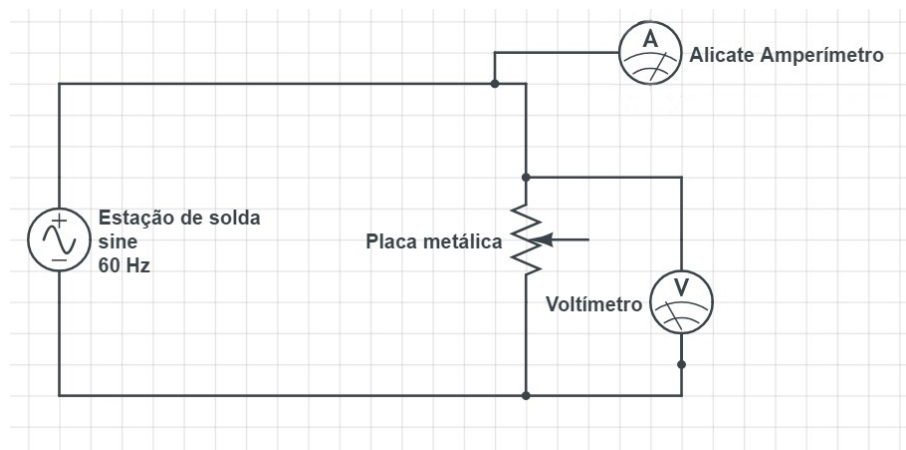 A
Alicate Amperímetro
+
Estação de solda
sine
60 Hz
−
Placa metálica
V
Voltímetro